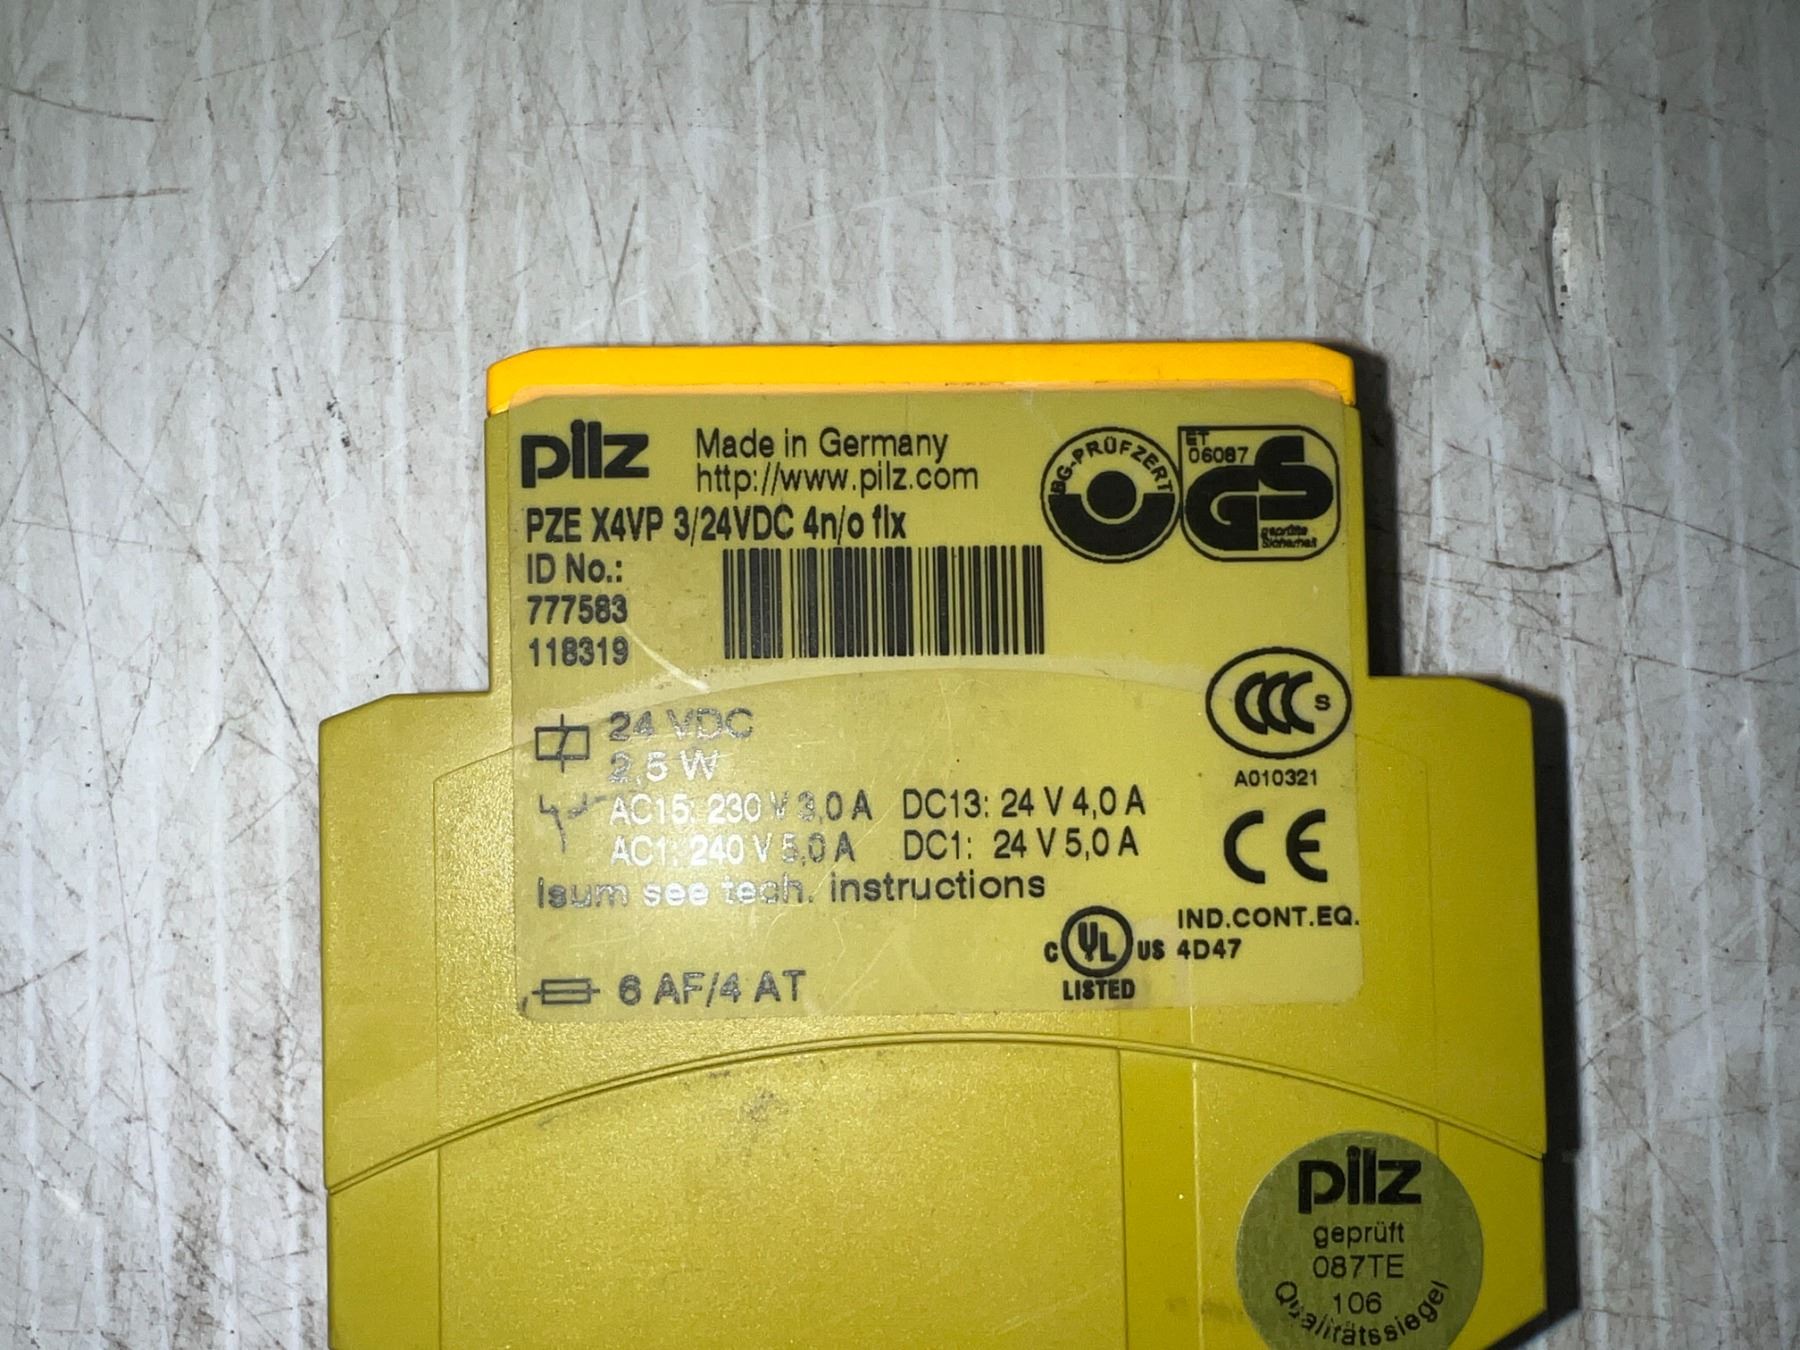 pilz
Made in Germany
http://www.pilz.com
PZE X4VP 3/24VDC 4n/o fix
ID No.:
777583
118319
BG-PRÜFZERT
ET
06087
GS
geprüfte
Sicherheit
CCC S
A010321
24 VDC
2,5 W
AC15: 230 V 3,0 A DC13: 24 V 4,0 A
AC1: 240 V 5,0 A DC1: 24 V 5,0 A
Isum see tech. instructions
CE
6 AF/4 AT
C UL US
LISTED
IND.CONT.EQ.
4D47
pilz
geprüft
087TE
106
Qualitätssiegel